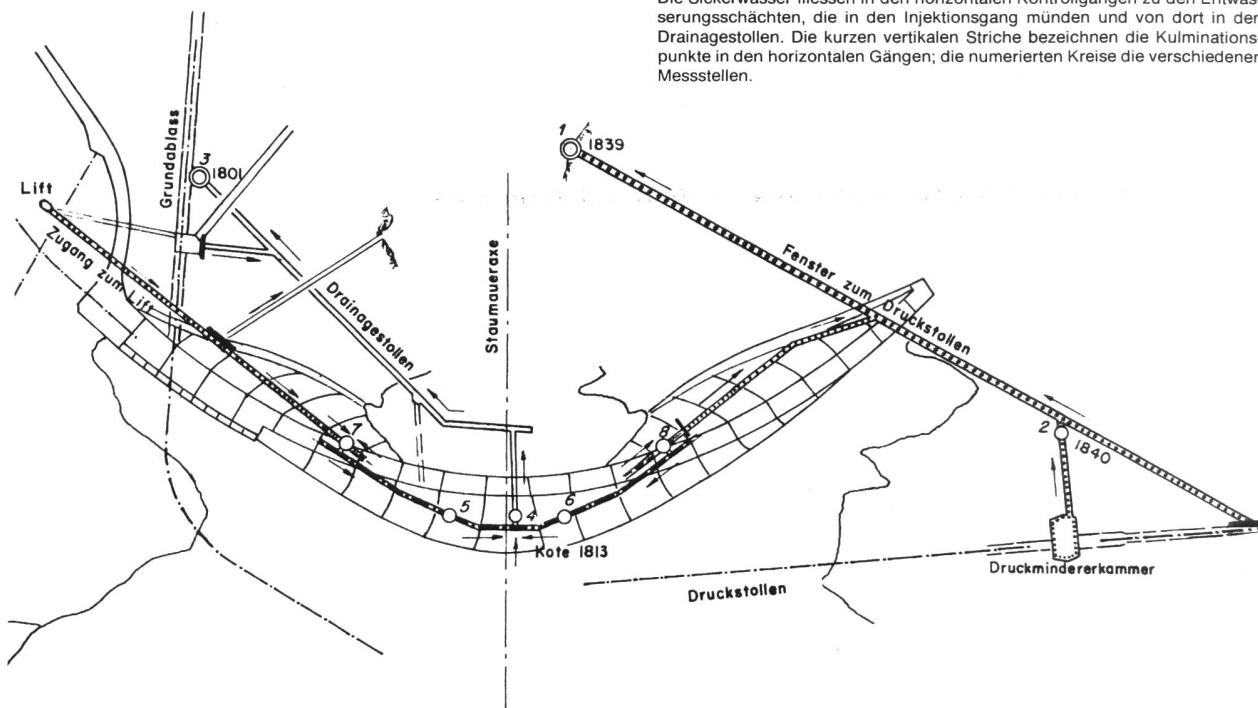 Die Sickerwasser fliessen in den horizontalen Kontrollgängen zu den Entwäs-
serungsschächten, die in den Injektionsgang münden und von dort in der
Drainagestollen. Die kurzen vertikalen Striche bezeichnen die Kulminations-
punkte in den horizontalen Gängen; die numerierten Kreise die verschiedener
Messstellen.
1
1839
Grundablass
3
1801
Lift
Zugang zum Lift
Drainagestollen
Staumaueraxe
Fenster zum Druckstollen
7
8
2
1840
5
4
6
Kote 1813
Druckmindererkammer
Druckstollen